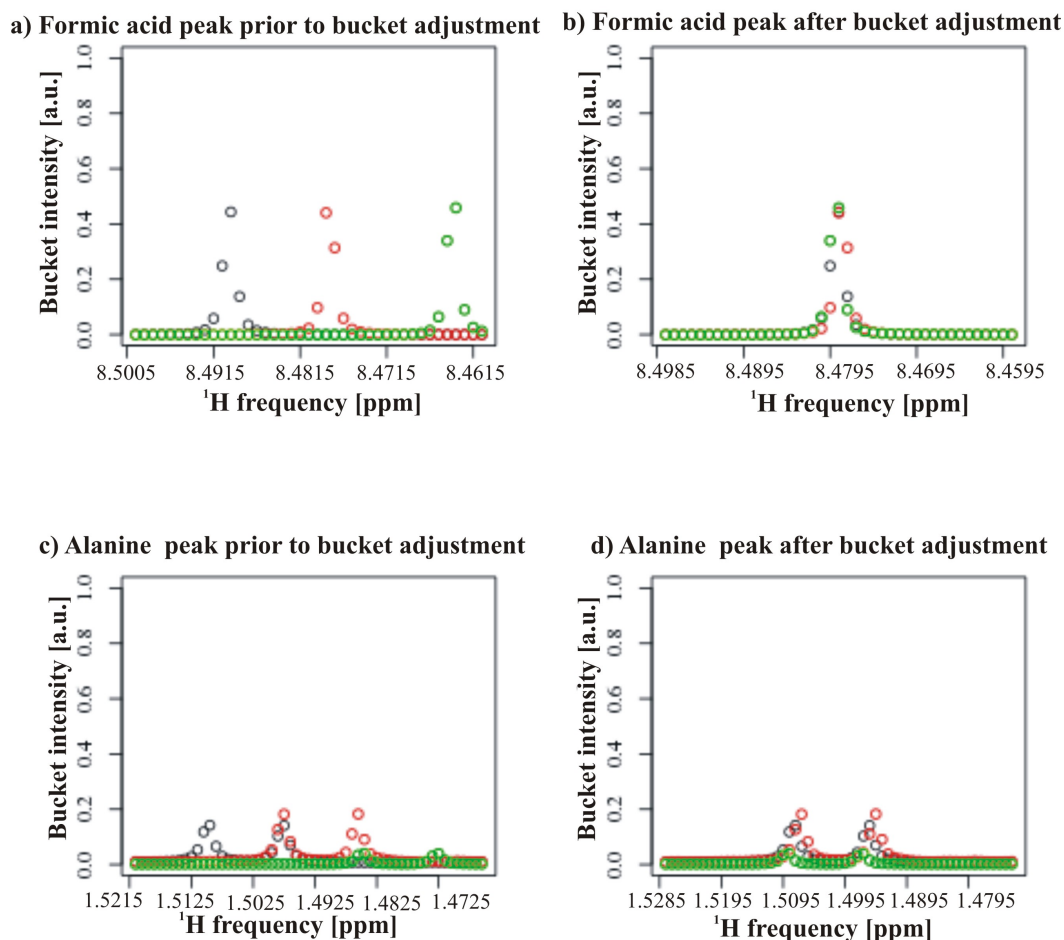 a) Formic acid peak prior to bucket adjustment
Bucket intensity [a.u.]
1.0
0.8
0.6
0.4
0.2
0.0
8.5005 8.4915 8.4815 8.4715 8.4615
¹H frequency [ppm]
b) Formic acid peak after bucket adjustment
Bucket intensity [a.u.]
1.0
0.8
0.6
0.4
0.2
0.0
8.4985 8.4895 8.4795 8.4695 8.4595
¹H frequency [ppm]
c) Alanine peak prior to bucket adjustment
Bucket intensity [a.u.]
1.0
0.8
0.6
0.4
0.2
0.0
1.5215 1.5125 1.5025 1.4925 1.4825 1.4725
¹H frequency [ppm]
d) Alanine peak after bucket adjustment
Bucket intensity [a.u.]
1.0
0.8
0.6
0.4
0.2
0.0
1.5285 1.5195 1.5095 1.4995 1.4895 1.4795
¹H frequency [ppm]